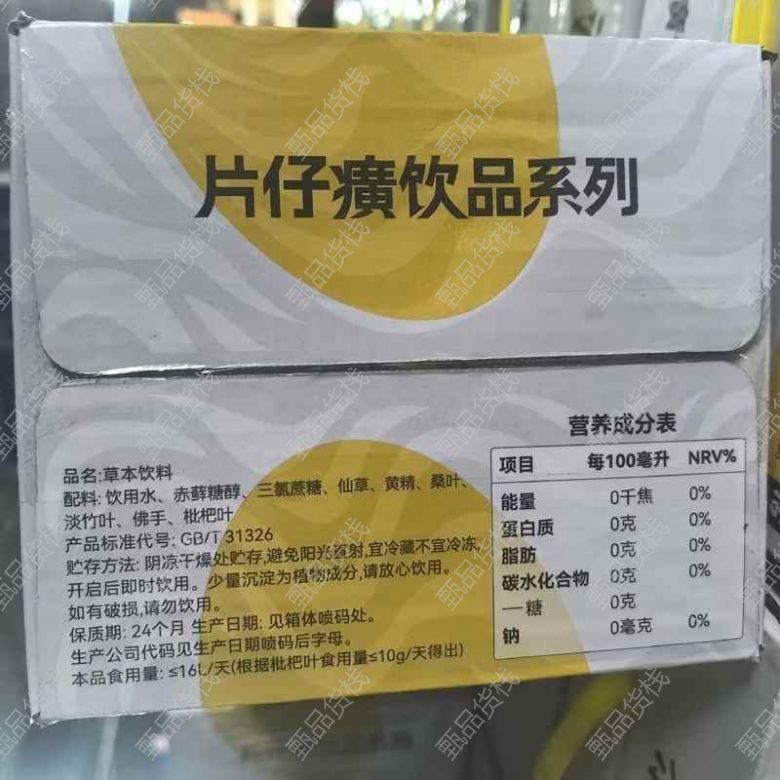 片仔癀饮品系列
品名:草本饮料
配料: 饮用水、赤藓糖醇、三氯蔗糖、仙草、黄精、桑叶、
淡竹叶、佛手、枇杷叶
产品标准代号: GB/T 31326
贮存方法: 阴凉干燥处贮存,避免阳光直射,宜冷藏不宜冷冻,
开启后即时饮用。少量沉淀为植物成分,请放心饮用。
如有破损,请勿饮用。
保质期: 24个月 生产日期: 见箱体喷码处。
生产公司代码见生产日期喷码后字母。
本品食用量: ≤16L/天(根据枇杷叶食用量≤10g/天得出)
营养成分表
项目 每100毫升 NRV%
能量 0千焦 0%
蛋白质 0克 0%
脂肪 0克 0%
碳水化合物 0克 0%
—糖 0克
钠 0毫克 0%
甄品货栈